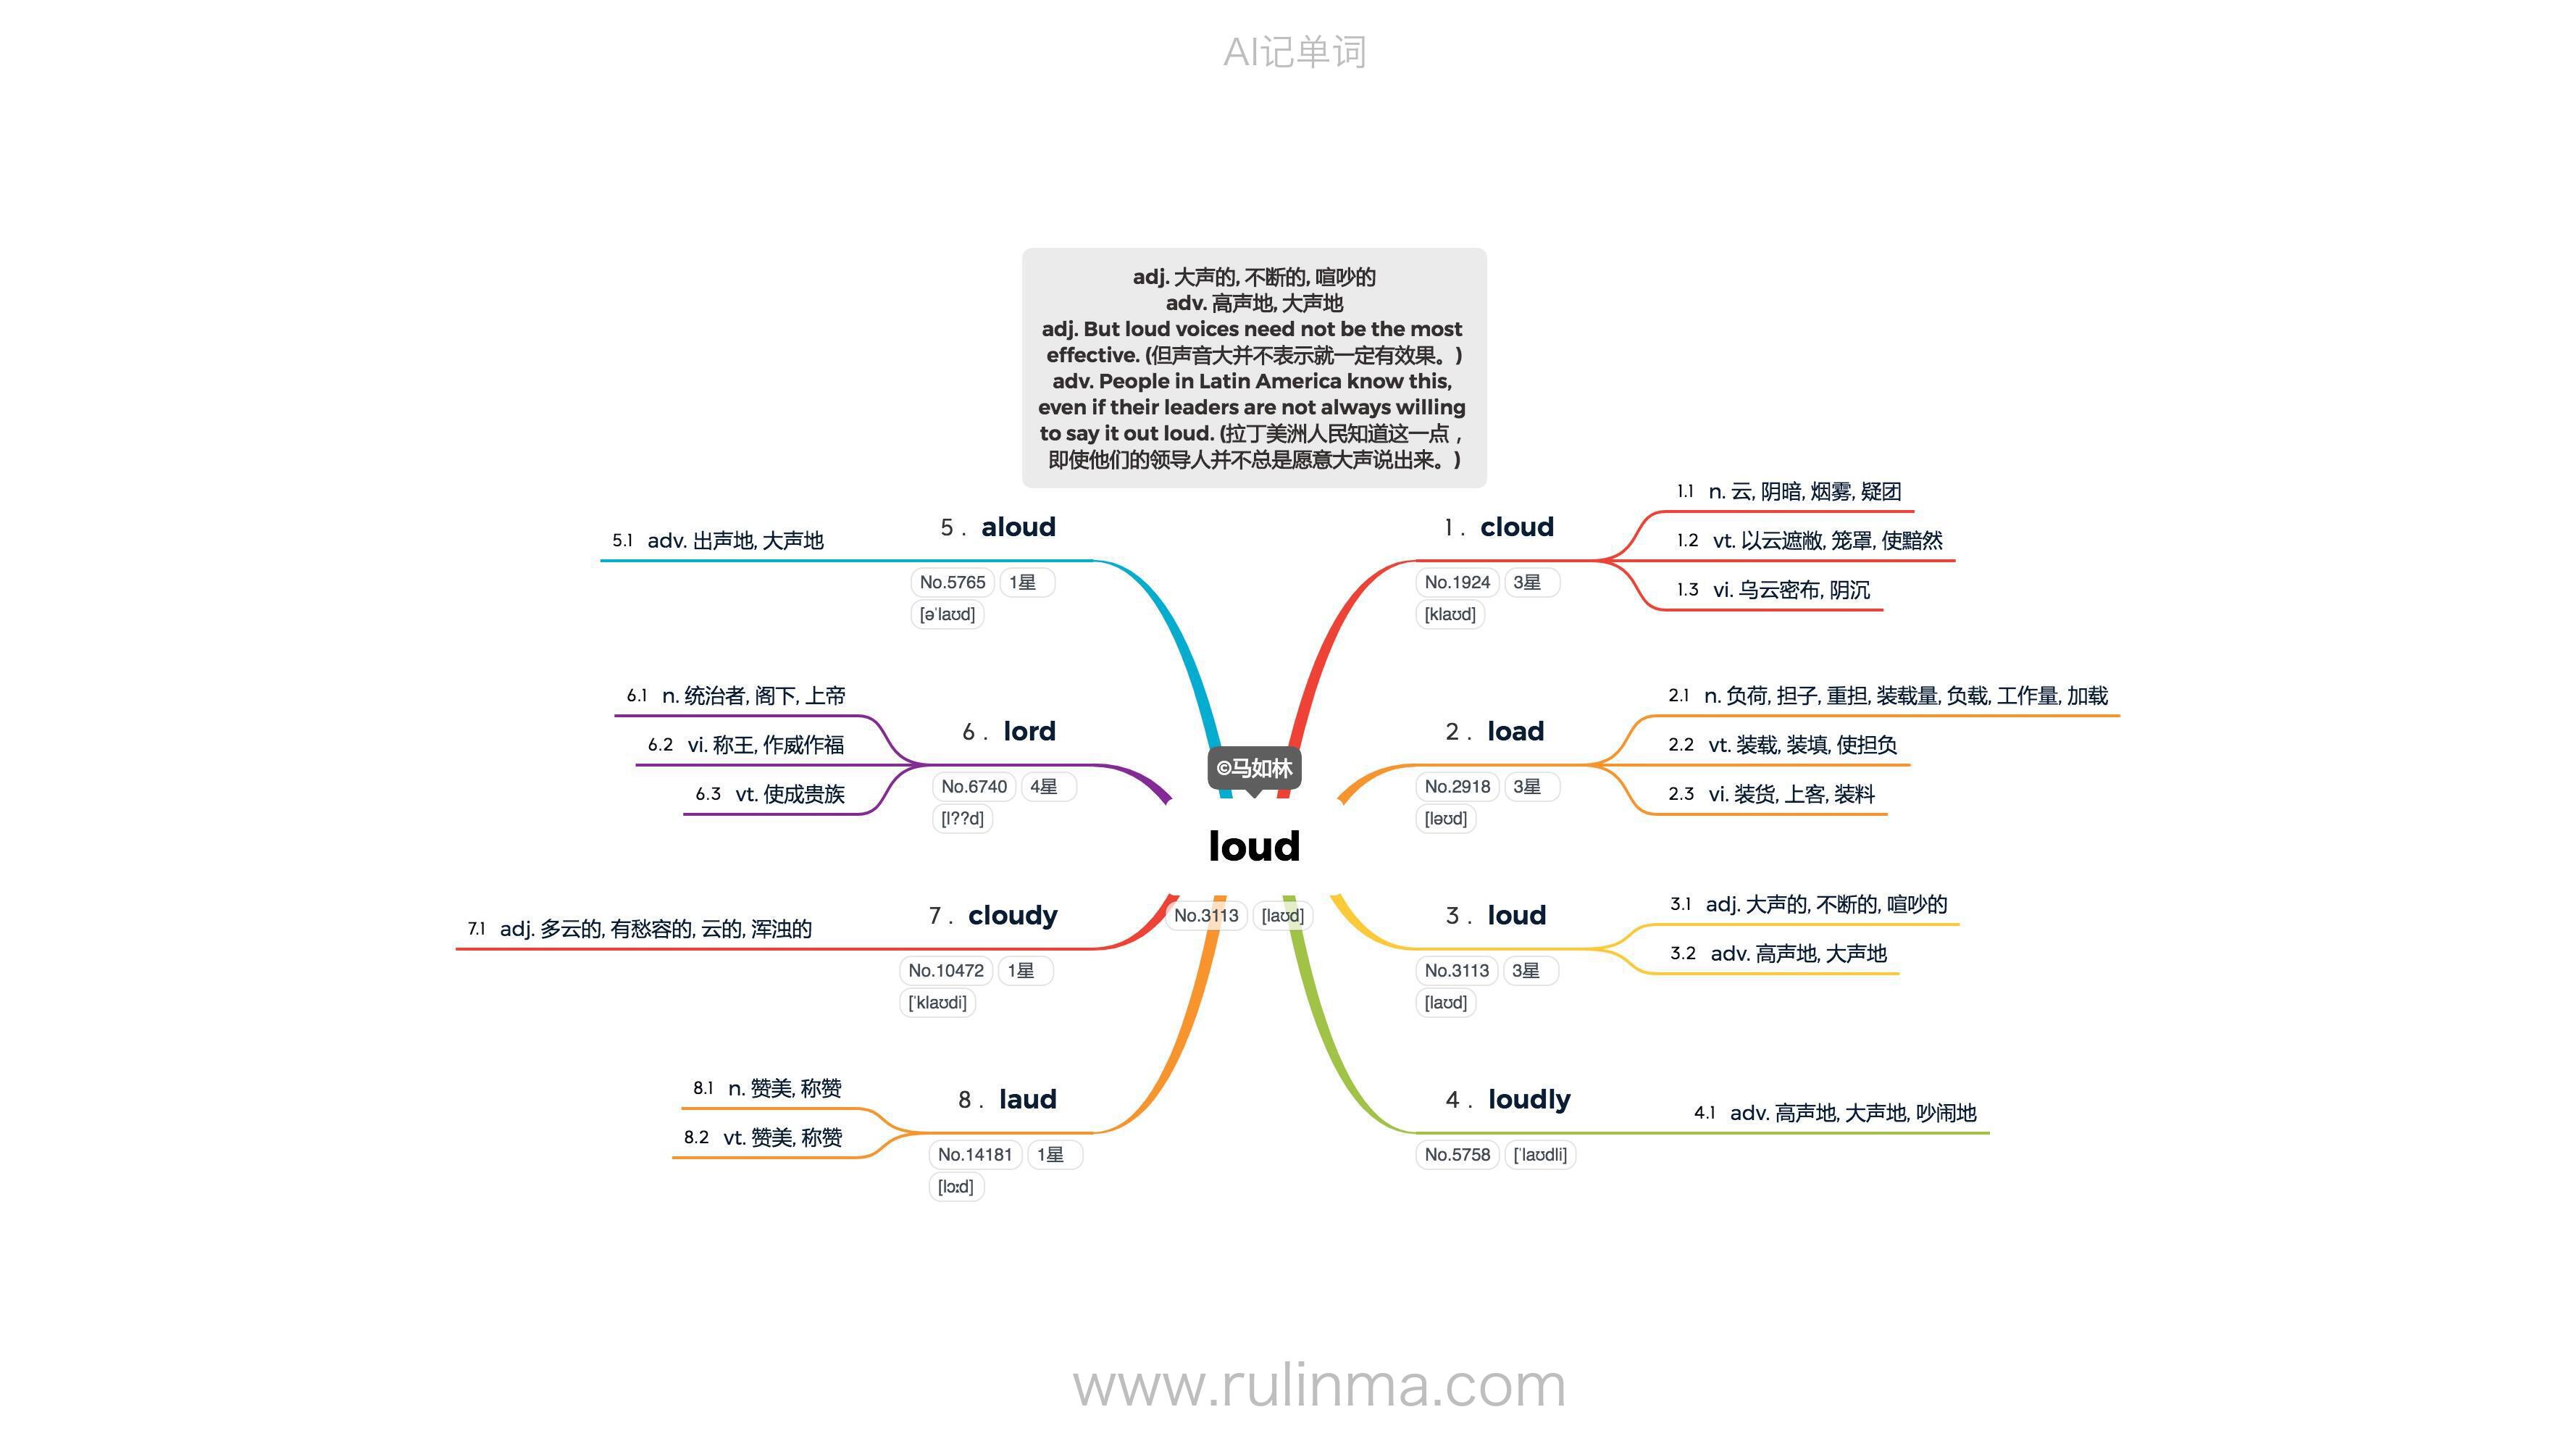 AI记单词
adj. 大声的, 不断的, 喧吵的
adv. 高声地, 大声地
adj. But loud voices need not be the most
effective. (但声音大并不表示就一定有效果。)
adv. People in Latin America know this,
even if their leaders are not always willing
to say it out loud. (拉丁美洲人民知道这一点，
即使他们的领导人并不总是愿意大声说出来。)
©马如林
loud
No.3113 [laʊd]
1. cloud
No.1924 3星
[klaʊd]
1.1 n. 云, 阴暗, 烟雾, 疑团
1.2 vt. 以云遮敝, 笼罩, 使黯然
1.3 vi. 乌云密布, 阴沉
2. load
No.2918 3星
[ləʊd]
2.1 n. 负荷, 担子, 重担, 装载量, 负载, 工作量, 加载
2.2 vt. 装载, 装填, 使担负
2.3 vi. 装货, 上客, 装料
3. loud
No.3113 3星
[laʊd]
3.1 adj. 大声的, 不断的, 喧吵的
3.2 adv. 高声地, 大声地
4. loudly
No.5758 [ˈlaʊdli]
4.1 adv. 高声地, 大声地, 吵闹地
5. aloud
No.5765 1星
[əˈlaʊd]
5.1 adv. 出声地, 大声地
6. lord
No.6740 4星
[l??d]
6.1 n. 统治者, 阁下, 上帝
6.2 vi. 称王, 作威作福
6.3 vt. 使成贵族
7. cloudy
No.10472 1星
[ˈklaʊdi]
7.1 adj. 多云的, 有愁容的, 云的, 浑浊的
8. laud
No.14181 1星
[lɔːd]
8.1 n. 赞美, 称赞
8.2 vt. 赞美, 称赞
www.rulinma.com